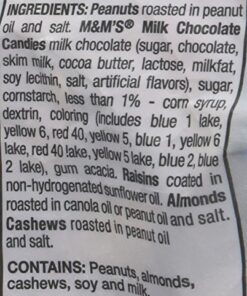 INGREDIENTS: Peanuts roasted in peanut
oil and salt. M&M'S® Milk Chocolate
Candies milk chocolate (sugar, chocolate,
skim milk, cocoa butter, lactose, milkfat,
soy lecithin, salt, artificial flavors), sugar,
cornstarch, less than 1% - corn syrup,
dextrin, coloring (includes blue 1 lake,
yellow 6, red 40, yellow 5, blue 1, yellow 6
lake, red 40 lake, yellow 5 lake, blue 2, blue
2 lake), gum acacia. Raisins coated in
non-hydrogenated sunflower oil. Almonds
roasted in canola oil or peanut oil and salt.
Cashews roasted in peanut oil
and salt.
CONTAINS: Peanuts, almonds,
cashews, soy and milk.